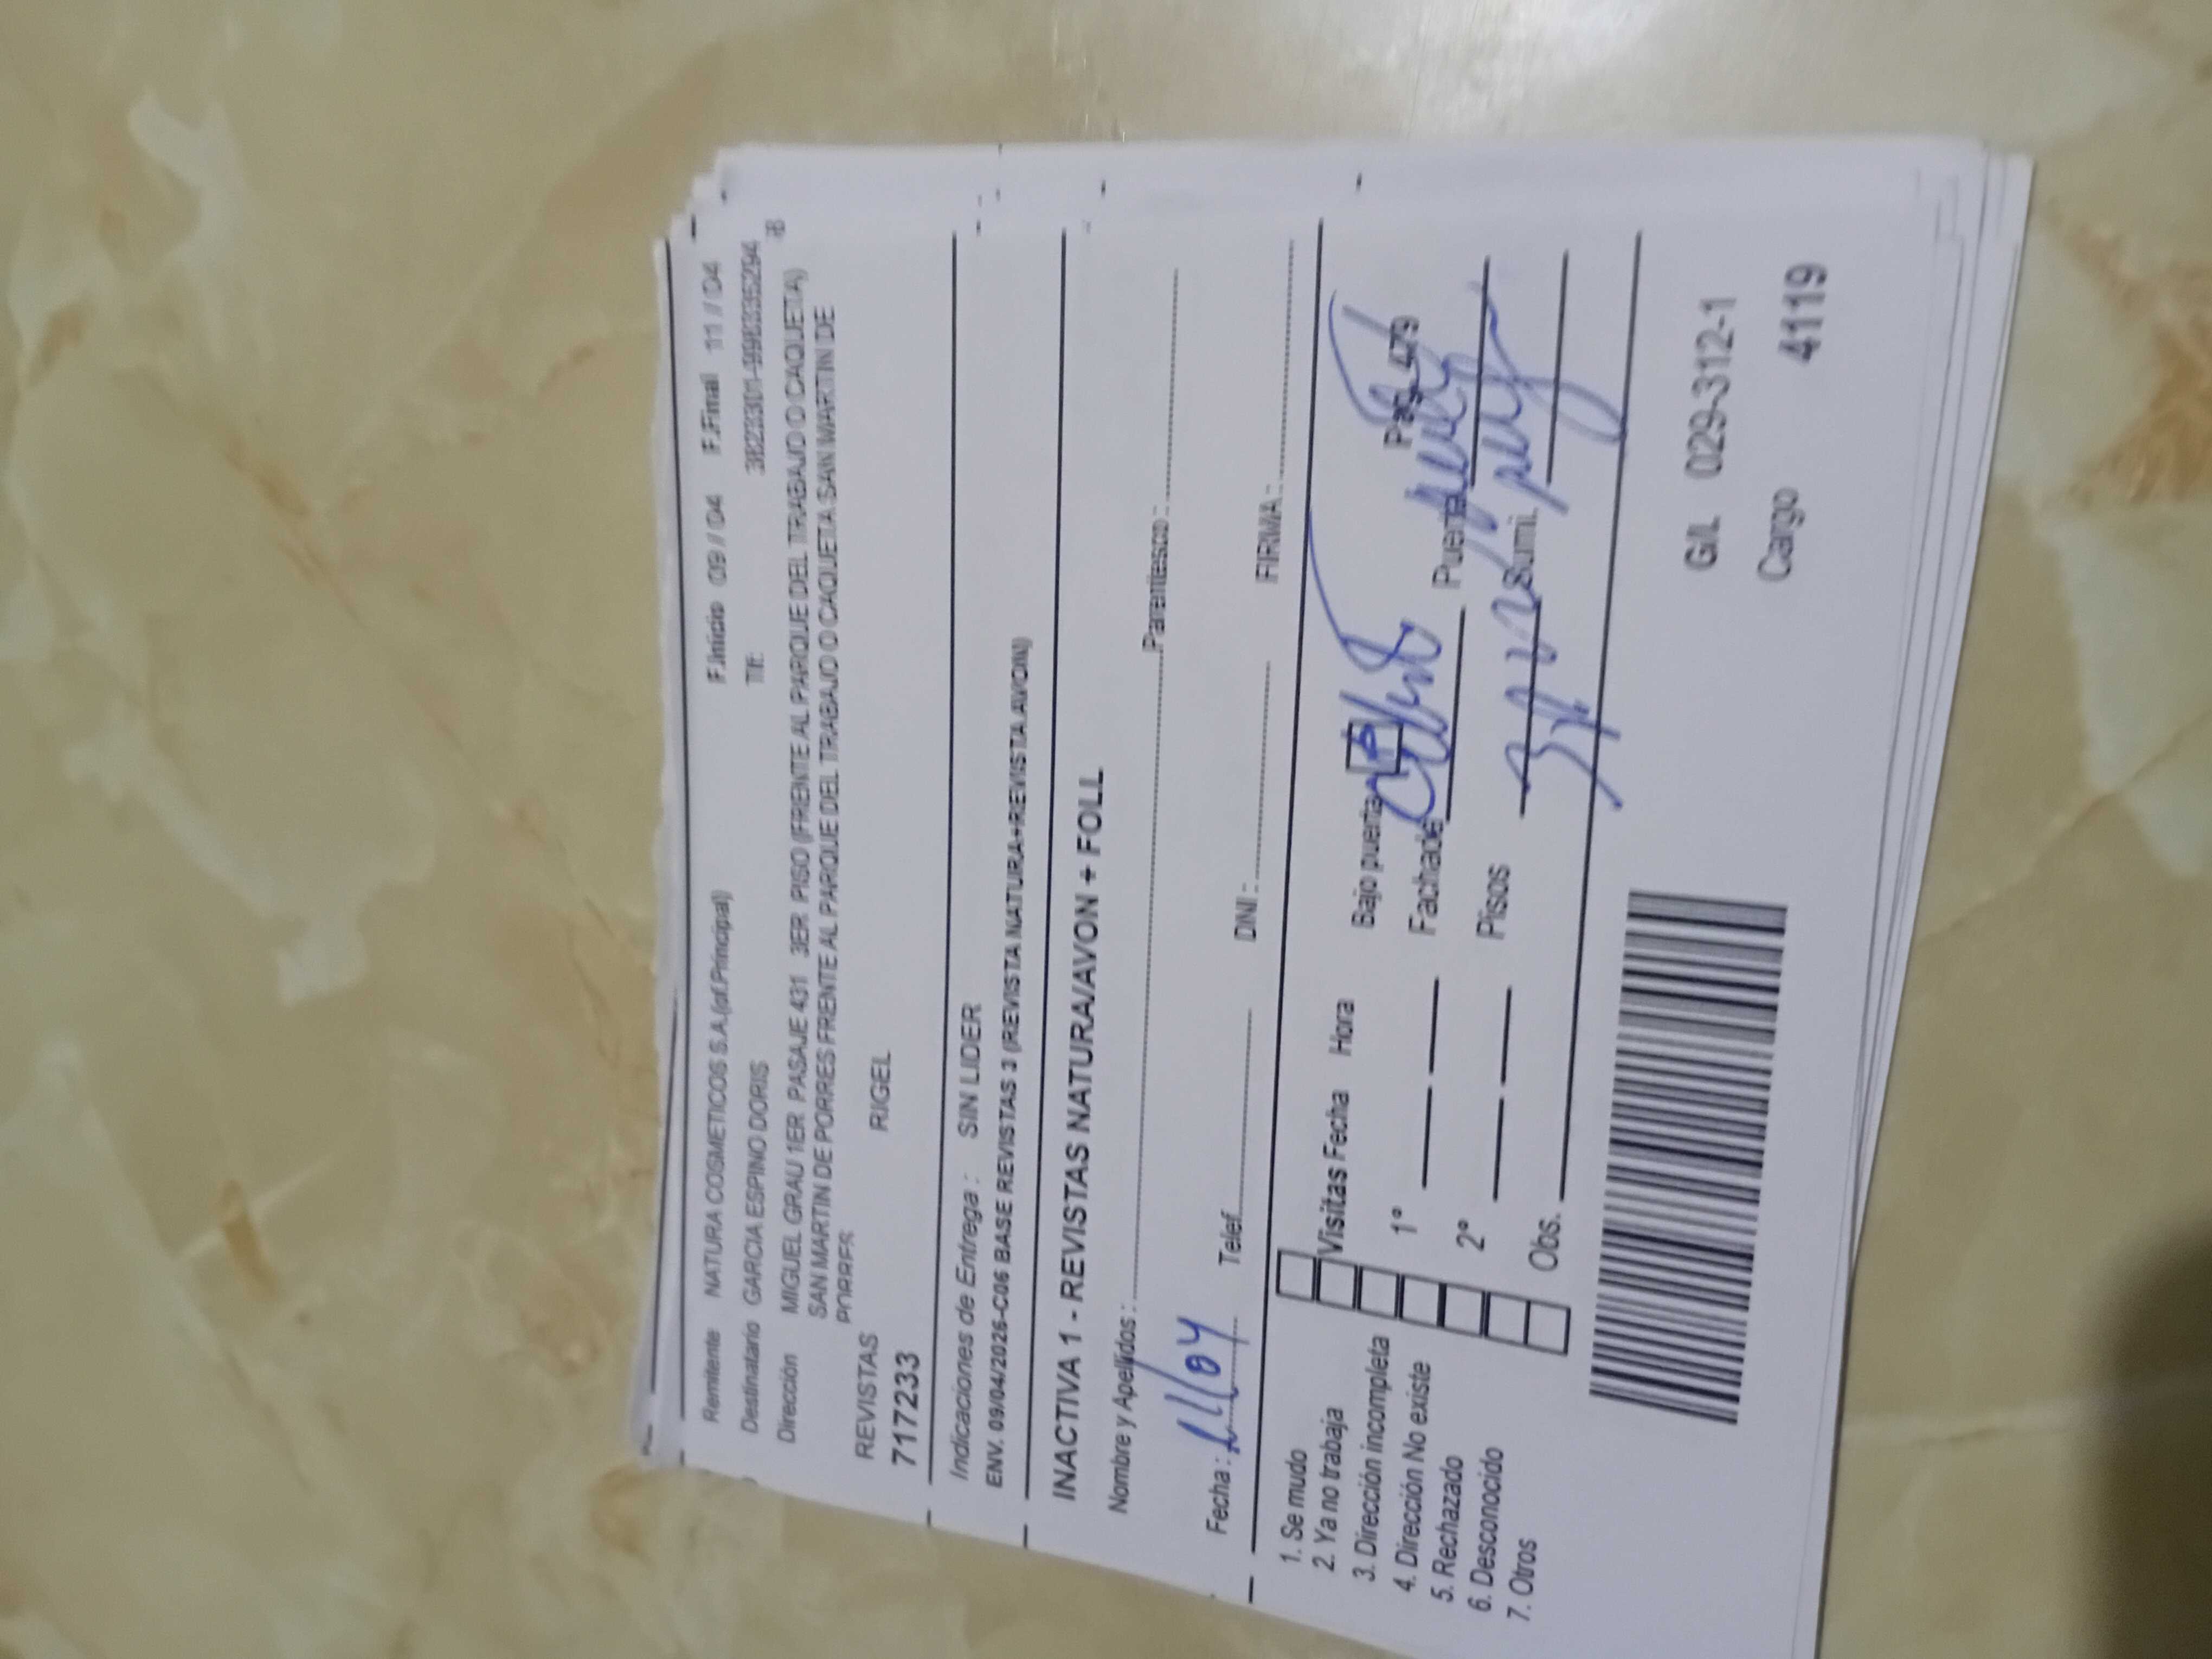 Remitente NATURA COSMETICOS S.A.(of.Principal) F.Inicio 09 / 04 F.Final 11 / 04
Destinatario GARCIA ESPINO DORIS Tlf:
Dirección MIGUEL GRAU 1ER PASAJE 431 3ER PISO (FRENTE AL PARQUE DEL TRABAJO O CAQUETA)
SAN MARTIN DE PORRES FRENTE AL PARQUE DEL TRABAJO O CAQUETA SAN MARTIN DE
PORRES
REVISTAS RIGEL
717233
Indicaciones de Entrega : SIN LIDER
ENV. 09/04/2026-C06 BASE REVISTAS 3 (REVISTA NATURA+REVISTA AVON)
INACTIVA 1 - REVISTAS NATURA/AVON + FOLL
Nombre y Apellidos : Parentesco :
Fecha : 11/04 Telef. DNI : FIRMA :
1. Se mudo
2. Ya no trabaja
3. Dirección incompleta
4. Dirección No existe
5. Rechazado
6. Desconocido
7. Otros
Visitas Fecha Hora Bajo puerta Pag. 479
1° Fachada Puerta
2° Pisos Sumi.
Obs.
G/L 029-312-1
Cargo 4119